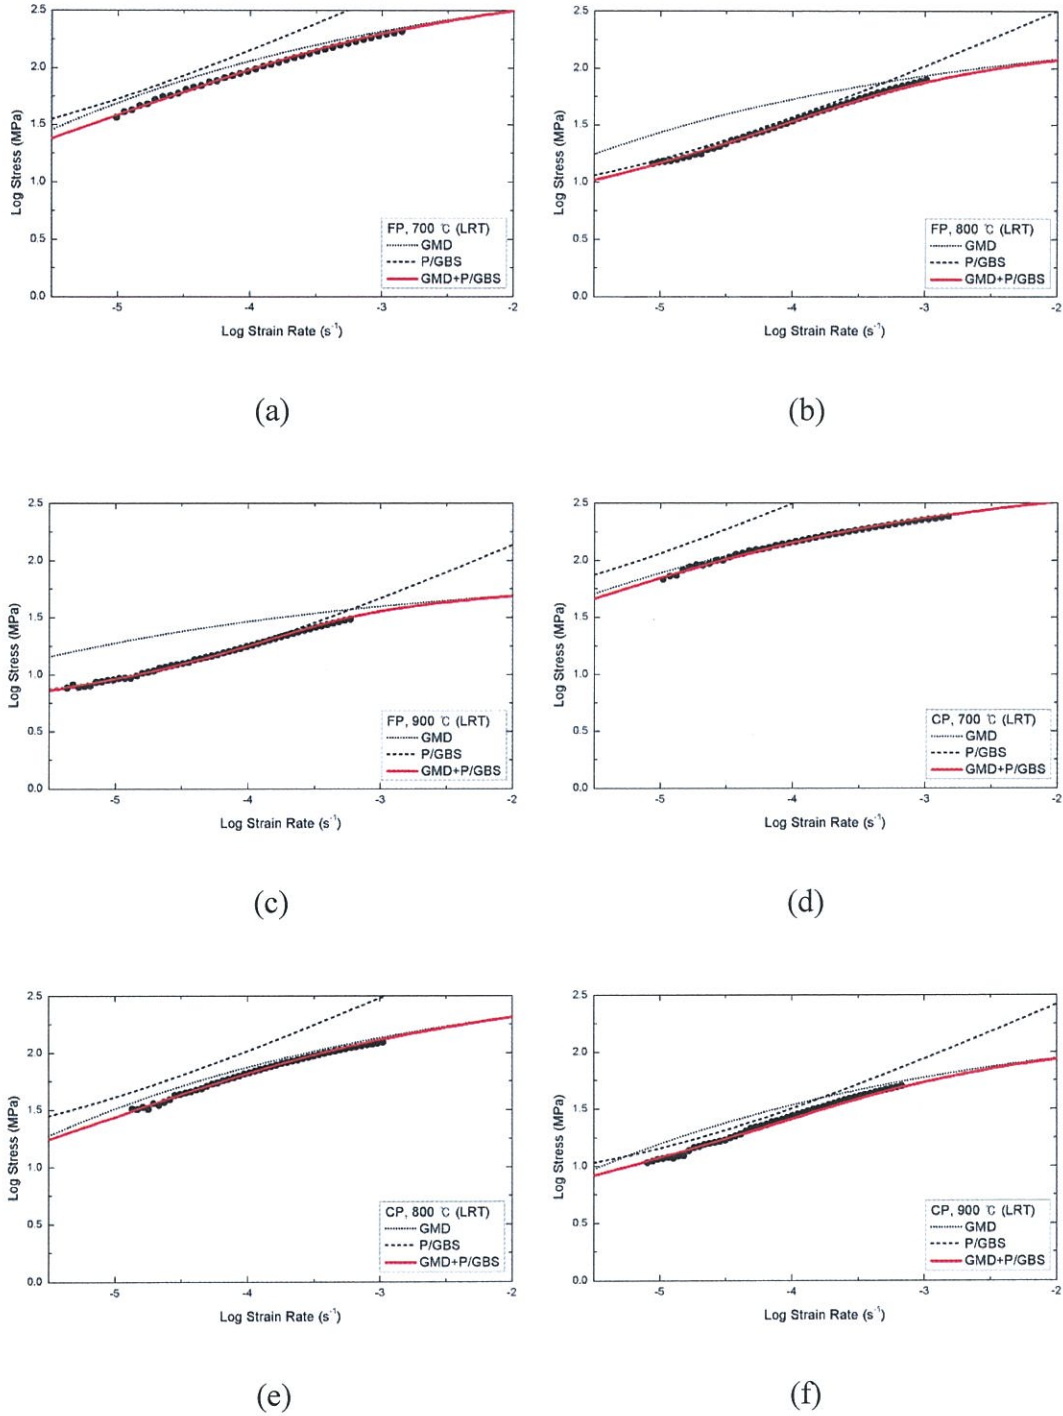 2.5
2.0
1.5
1.0
0.5
0.0
Log Stress (MPa)
FP, 700 ℃ (LRT)
GMD
P/GBS
GMD+P/GBS
-5
-4
-3
-2
Log Strain Rate (s⁻¹)
(a)
2.5
2.0
1.5
1.0
0.5
0.0
Log Stress (MPa)
FP, 800 ℃ (LRT)
GMD
P/GBS
GMD+P/GBS
-5
-4
-3
-2
Log Strain Rate (s⁻¹)
(b)
2.5
2.0
1.5
1.0
0.5
0.0
Log Stress (MPa)
FP, 900 ℃ (LRT)
GMD
P/GBS
GMD+P/GBS
-5
-4
-3
-2
Log Strain Rate (s⁻¹)
(c)
2.5
2.0
1.5
1.0
0.5
0.0
Log Stress (MPa)
CP, 700 ℃ (LRT)
GMD
P/GBS
GMD+P/GBS
-5
-4
-3
-2
Log Strain Rate (s⁻¹)
(d)
2.5
2.0
1.5
1.0
0.5
0.0
Log Stress (MPa)
CP, 800 ℃ (LRT)
GMD
P/GBS
GMD+P/GBS
-5
-4
-3
-2
Log Strain Rate (s⁻¹)
(e)
2.5
2.0
1.5
1.0
0.5
0.0
Log Stress (MPa)
CP, 900 ℃ (LRT)
GMD
P/GBS
GMD+P/GBS
-5
-4
-3
-2
Log Strain Rate (s⁻¹)
(f)